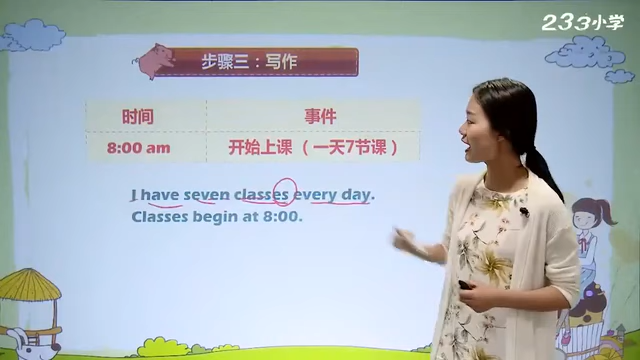 233小学
步骤三：写作
时间 事件
8:00 am 开始上课（一天7节课）
I have seven classes every day.
Classes begin at 8:00.